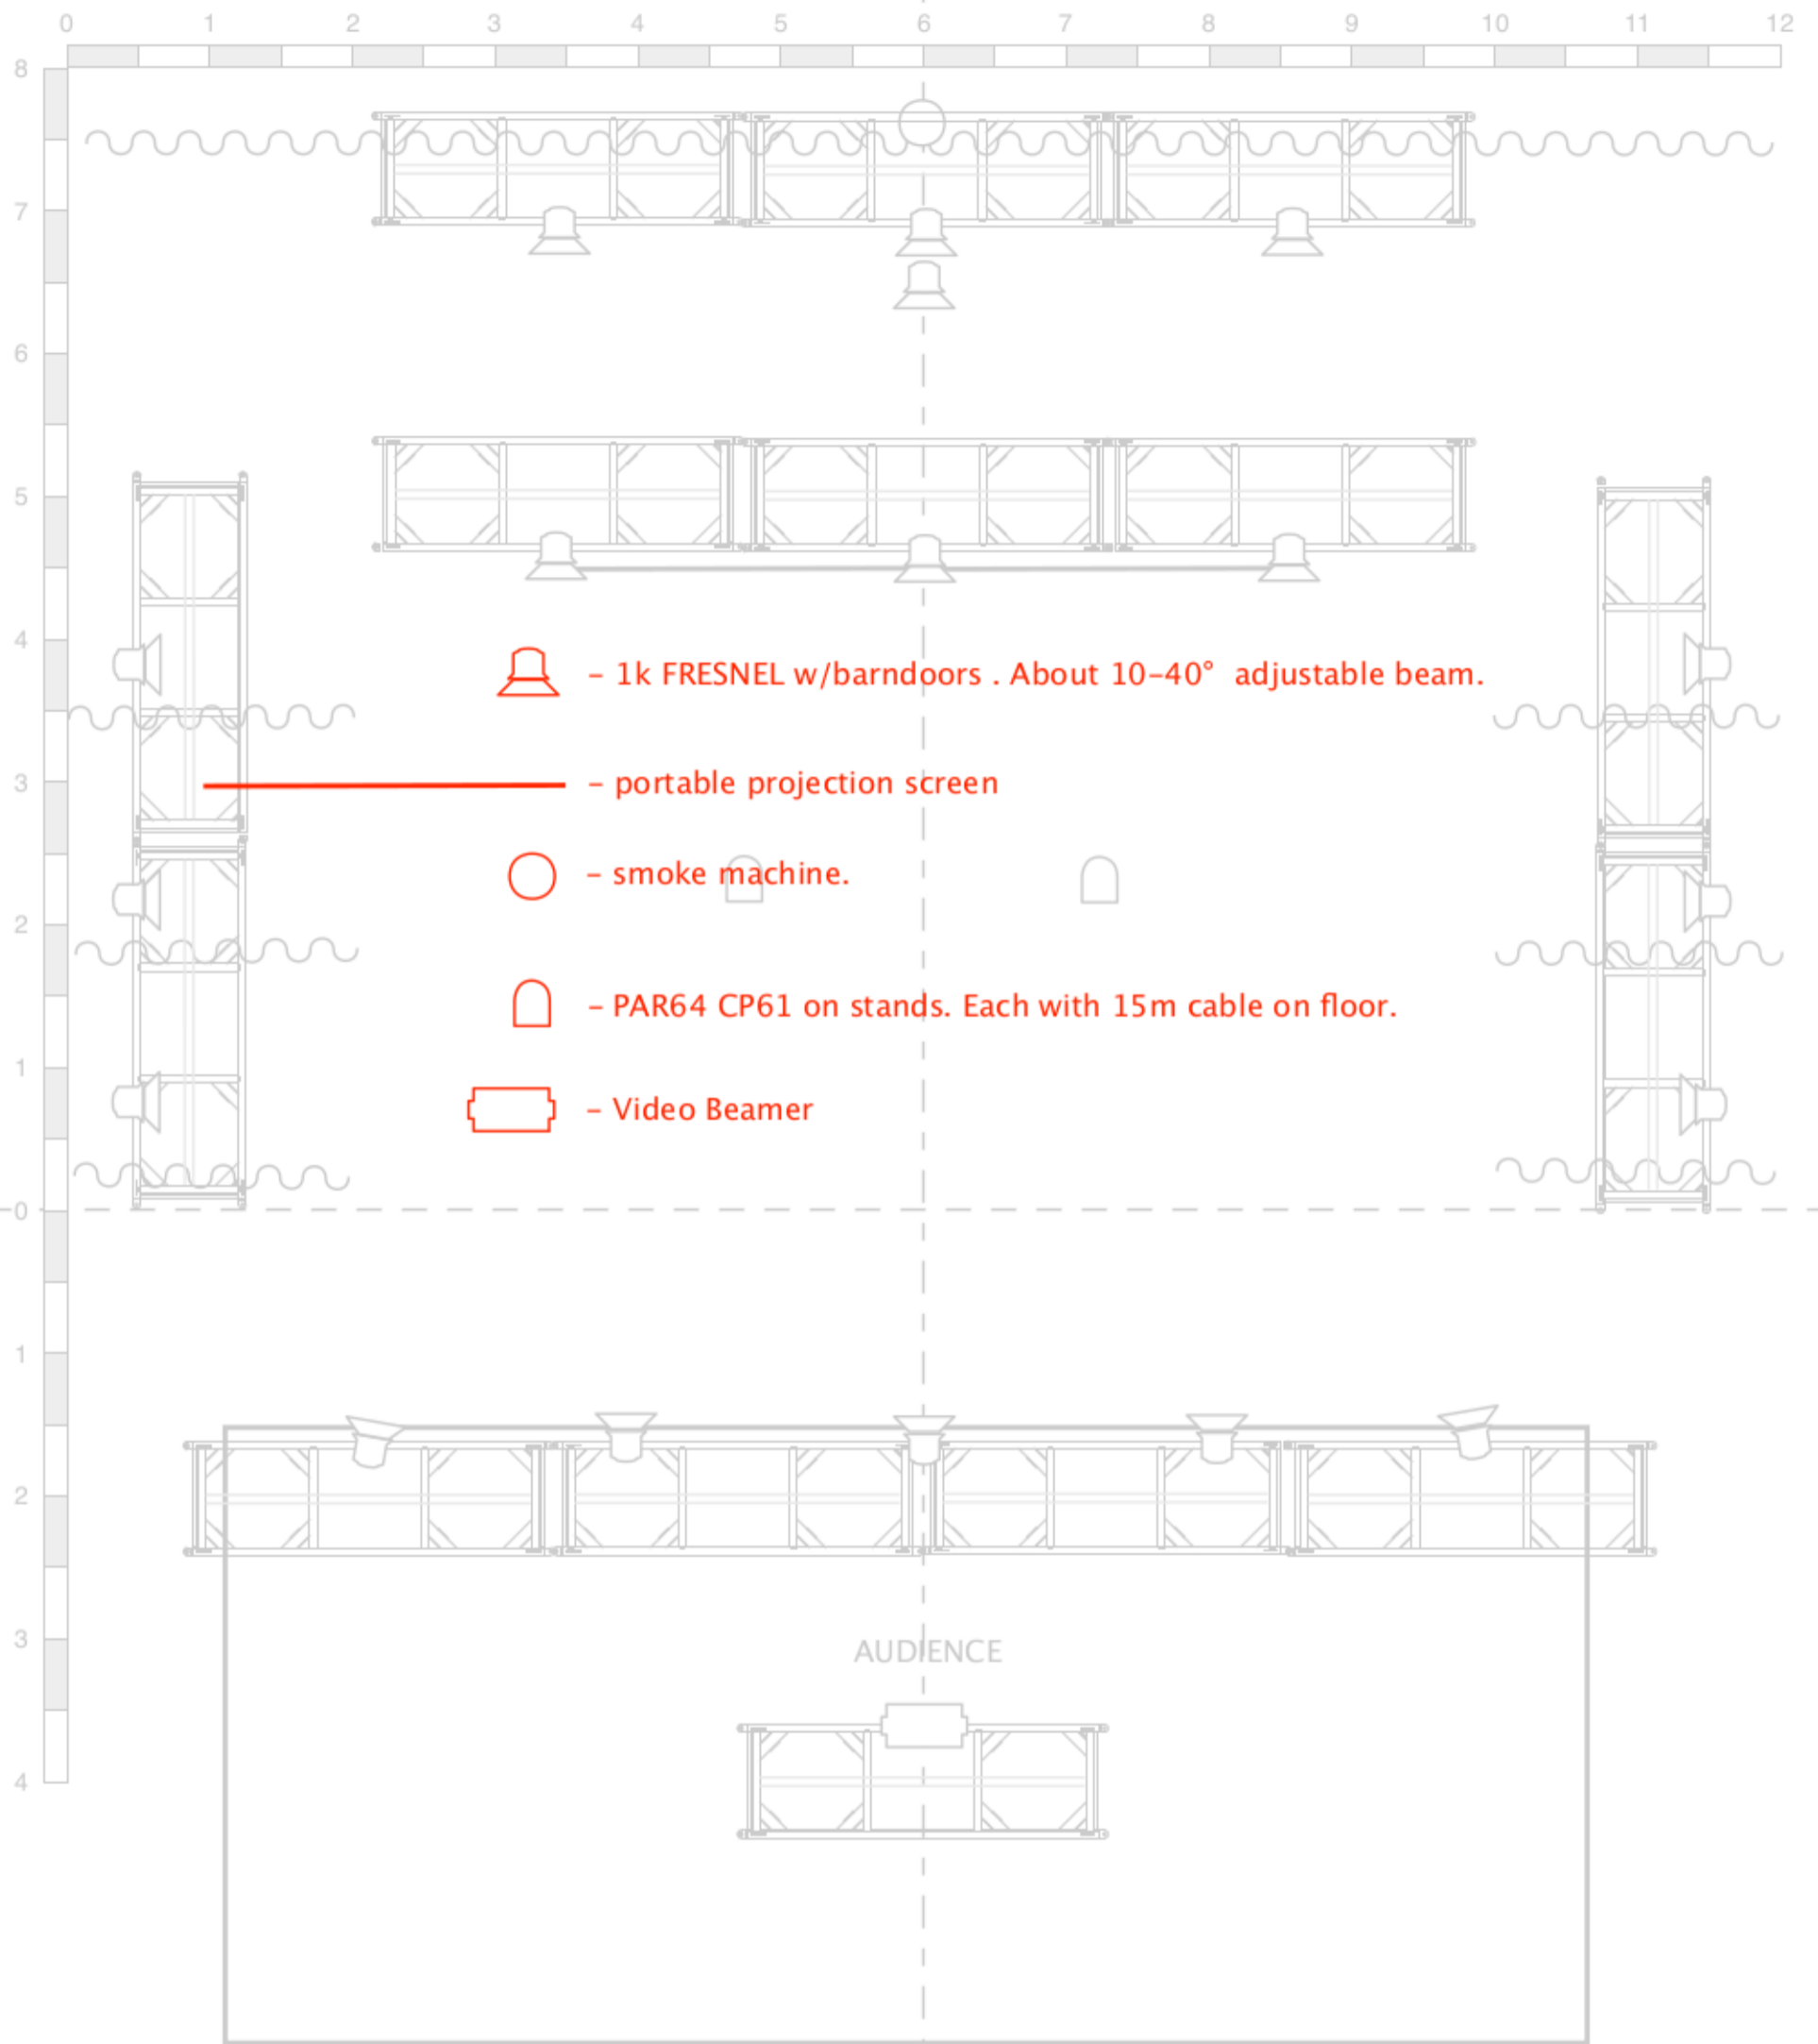 0 1 2 3 4 5 6 7 8 9 10 11 12
8
7
6
5
4
– 1k FRESNEL w/barndoors . About 10–40° adjustable beam.
3
– portable projection screen
– smoke machine.
2
– PAR64 CP61 on stands. Each with 15m cable on floor.
1
– Video Beamer
0
1
2
3
AUDIENCE
4